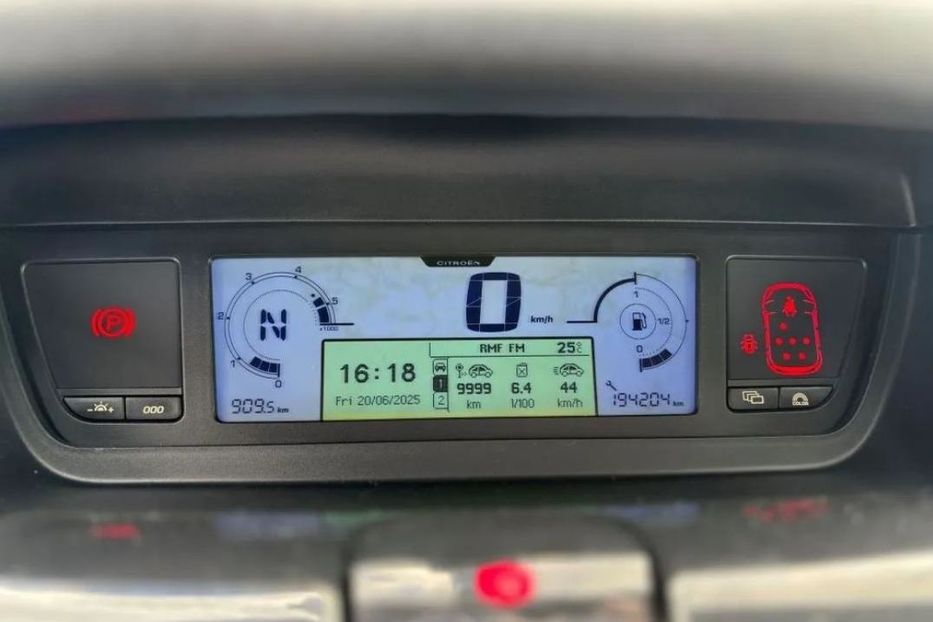 CITROËN
3 4
2 5
1 x1000
0
N
0 km/h
1
1/2
0
P
RMF FM 25°C
16:18
Fri 20/06/2025
1
2
9999 6.4 44
km l/100 km/h
909.5 km
194204 km
000
COLOR